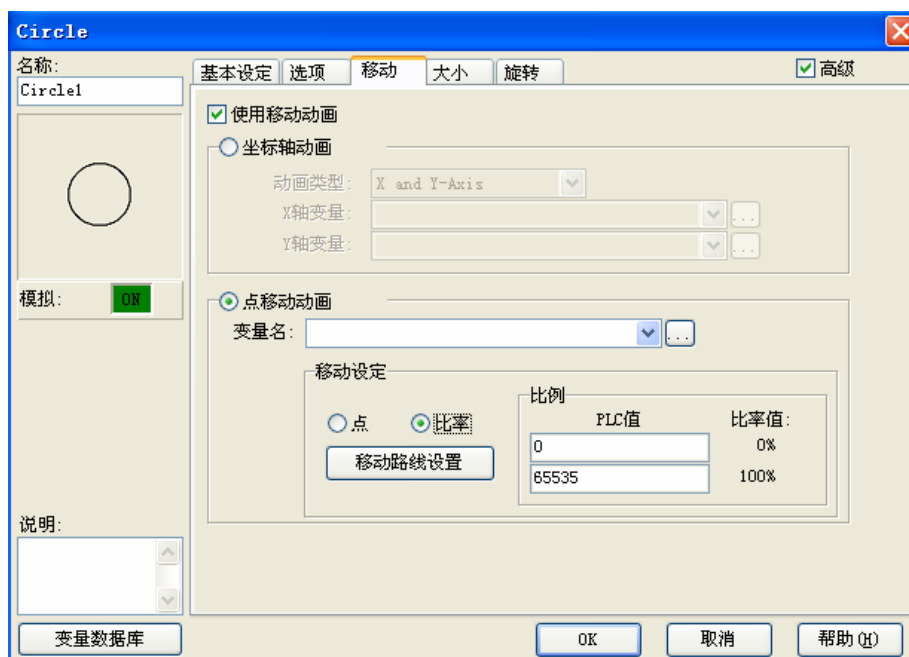 Circle
名称:
Circle1
基本设定 选项 移动 大小 旋转 高级
使用移动动画
坐标轴动画
动画类型: X and Y-Axis
X轴变量: ...
Y轴变量: ...
模拟: ON
点移动动画
变量名: ...
移动设定
点 比率
移动路线设置
比例
PLC值 比率值:
0 0%
65535 100%
说明:
变量数据库
OK 取消 帮助(H)